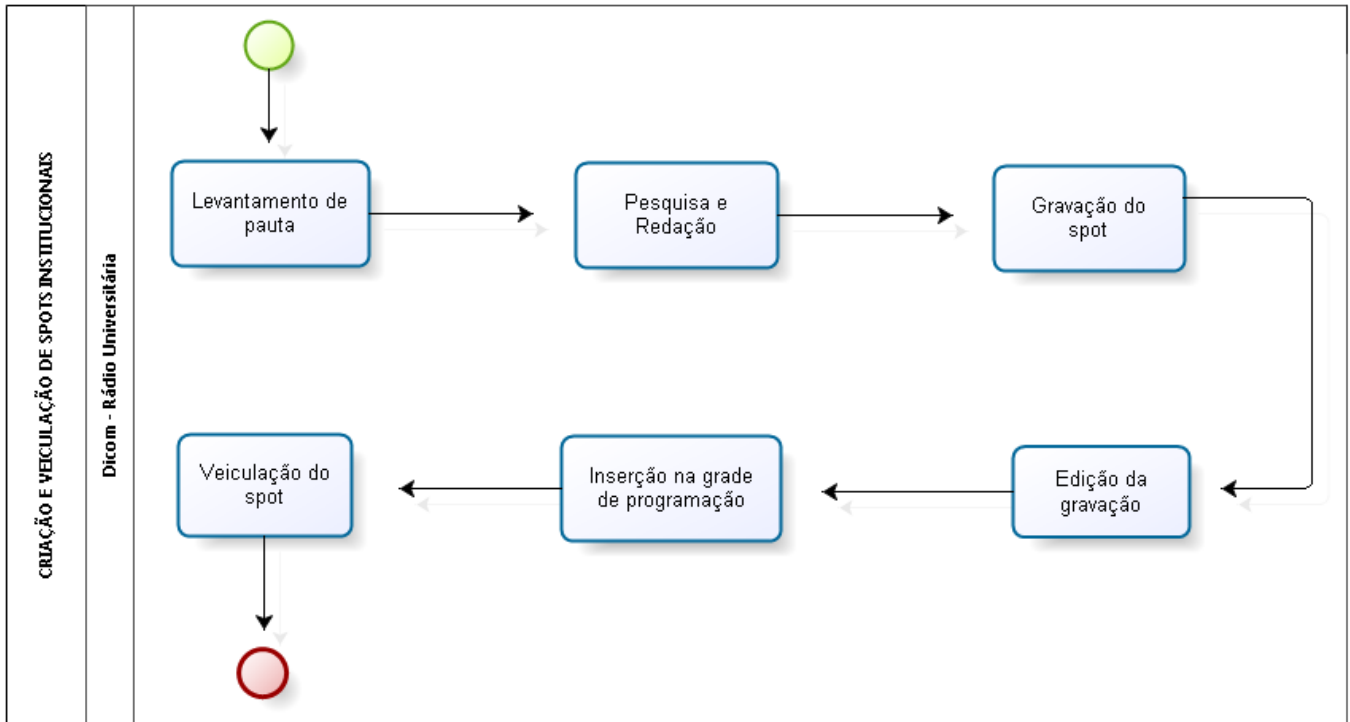 CRIAÇÃO E VEICULAÇÃO DE SPOTS INSTITUCIONAIS
Dicom - Rádio Universitária
Levantamento de
pauta
Pesquisa e
Redação
Gravação do
spot
Edição da
gravação
Inserção na grade
de programação
Veiculação do
spot